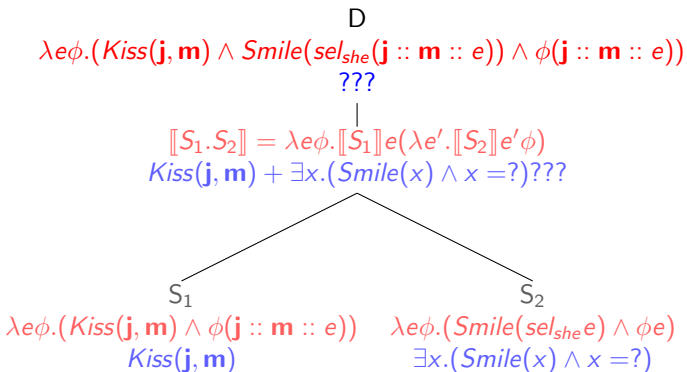 D
λeϕ.(Kiss(j, m) ∧ Smile(sel_she(j :: m :: e)) ∧ ϕ(j :: m :: e))
???
⟦S₁.S₂⟧ = λeϕ.⟦S₁⟧e(λe′.⟦S₂⟧e′ϕ)
Kiss(j, m) + ∃x.(Smile(x) ∧ x =?)???
S₁ S₂
λeϕ.(Kiss(j, m) ∧ ϕ(j :: m :: e)) λeϕ.(Smile(sel_she e) ∧ ϕe)
Kiss(j, m) ∃x.(Smile(x) ∧ x =?)